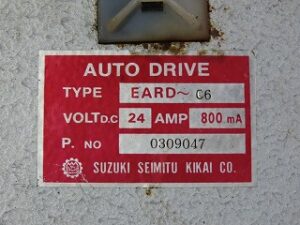 AUTO DRIVE
TYPE EARD~ C6
VOLT D.C 24 AMP 800.mA
P. NO 0309047
SUZUKI SEIMITU KIKAI CO.